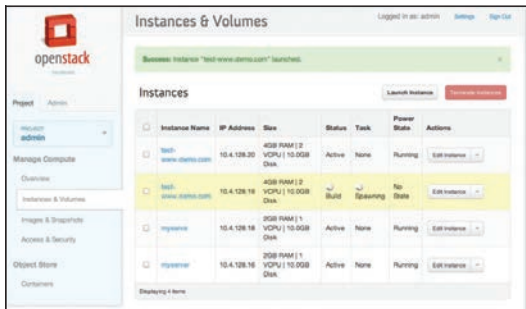 openstack
Project Admin
PROJECT
admin
Manage Compute
Overview
Instances & Volumes
Images & Snapshots
Access & Security
Object Store
Containers
Instances & Volumes
Logged in as: admin Settings Sign Out
Success: Instance "test-www.demo.com" launched. ×
Instances
Launch Instance Terminate Instances
Instance Name IP Address Size Status Task Power State Actions
test-www.demo.com 10.4.128.20 4GB RAM | 2 VCPU | 10.0GB Disk Active None Running Edit Instance
test-www.demo.com 10.4.128.19 4GB RAM | 2 VCPU | 10.0GB Disk Build Spawning No State Edit Instance
myserve 10.4.128.18 2GB RAM | 1 VCPU | 10.0GB Disk Active None Running Edit Instance
myserver 10.4.128.16 2GB RAM | 1 VCPU | 10.0GB Disk Active None Running Edit Instance
Displaying 4 items